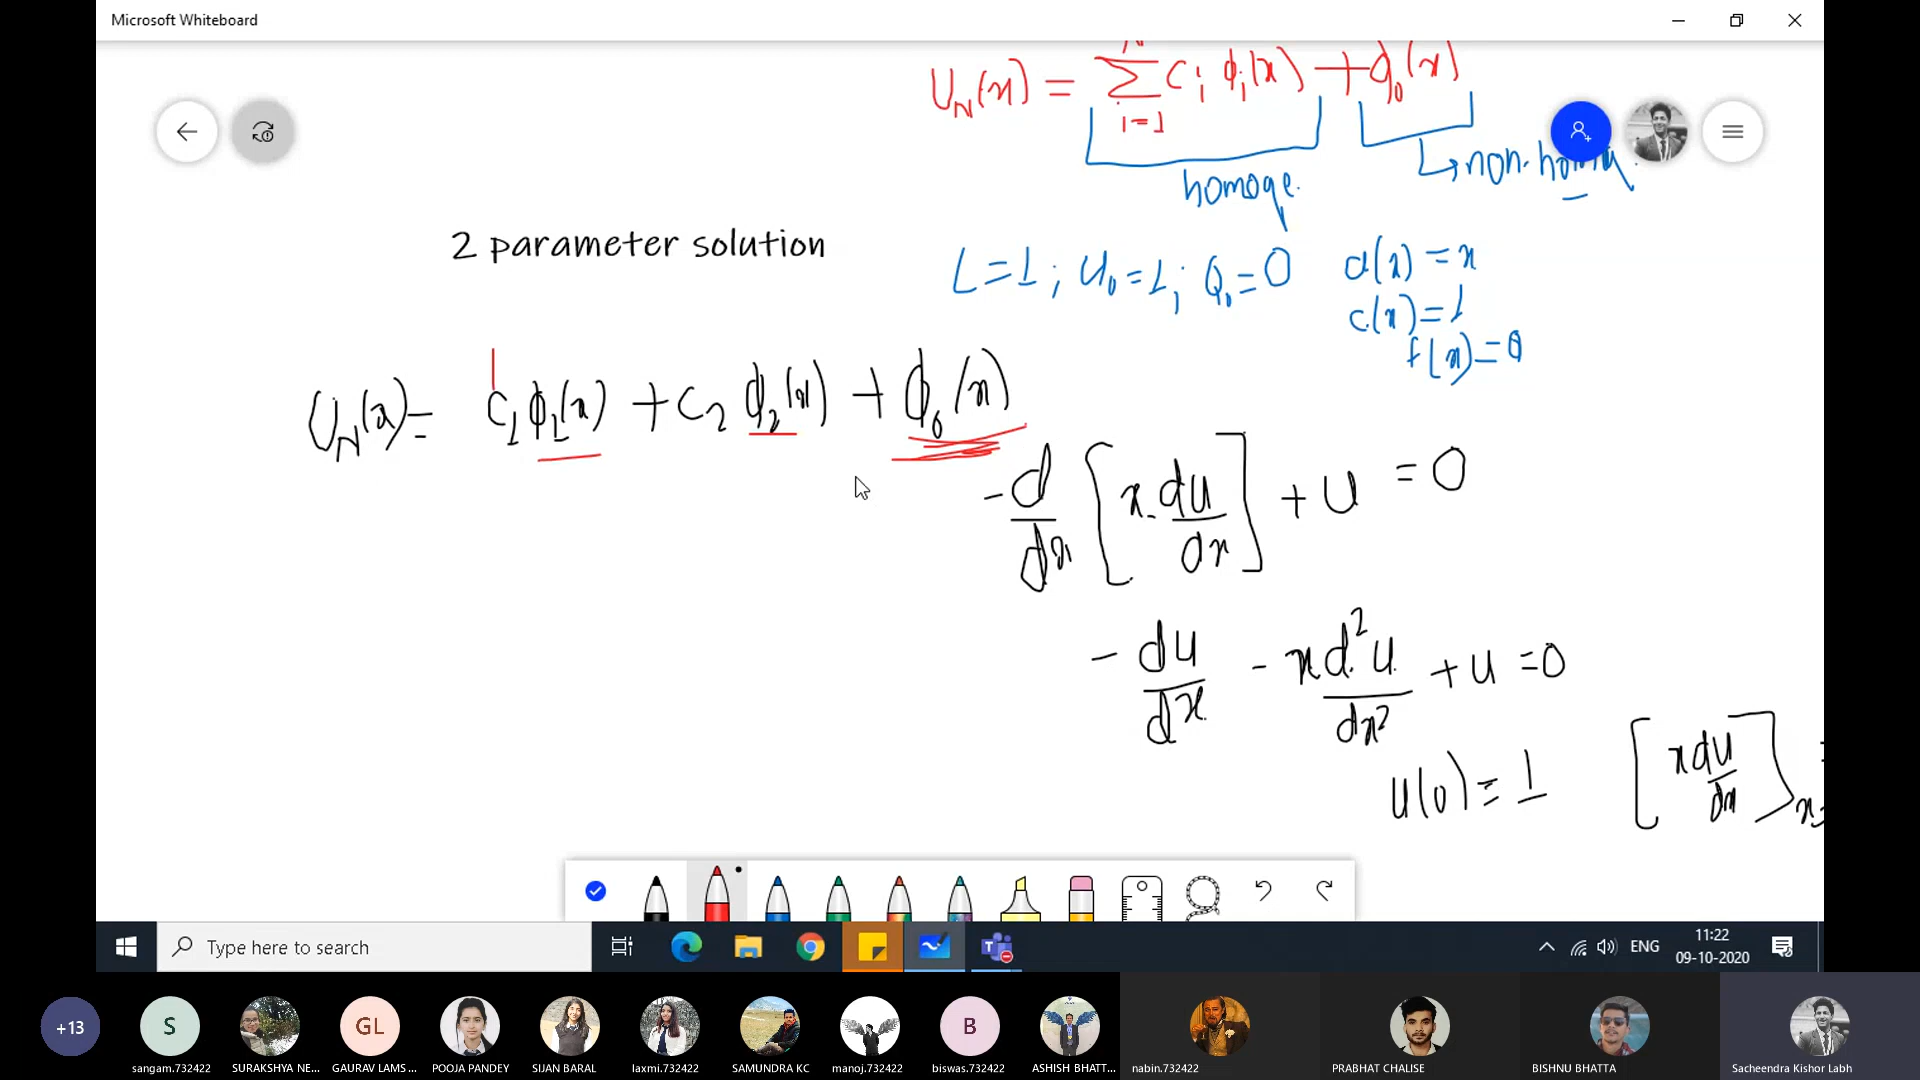 Microsoft Whiteboard
U_N(x) = Σ_{i=1}^{N} c_i ϕ_i(x) + ϕ_0(x)
homoge. non-homog.
2 parameter solution
L=1; U_0=1; Q_0=0
a(x) = x
c(x)=1
f(x)=0
U_N(x)= c_1 ϕ_1(x) + c_2 ϕ_2(x) + ϕ_0(x)
-d/dx [x. du/dx] + u = 0
- du/dx - x d²u/dx² + u = 0
u(0) = 1 [x du/dx]_x=
Type here to search
ENG
11:22
09-10-2020
+13
S
sangam.732422
SURAKSHYA NE...
GL
GAURAV LAMS ...
POOJA PANDEY
SIJAN BARAL
laxmi.732422
SAMUNDRA KC
manoj.732422
B
biswas.732422
ASHISH BHATT...
nabin.732422
PRABHAT CHALISE
BISHNU BHATTA
Sacheendra Kishor Labh